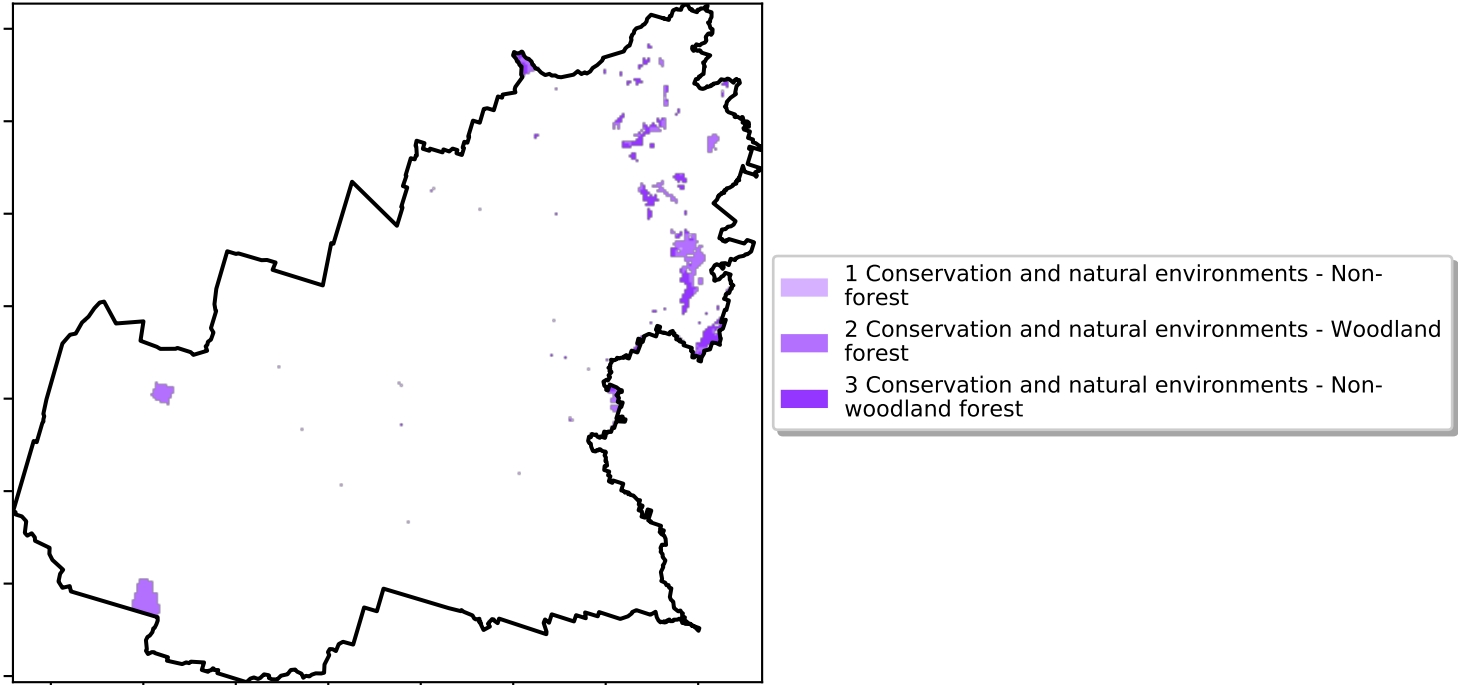 1 Conservation and natural environments - Non-
forest
2 Conservation and natural environments - Woodland
forest
3 Conservation and natural environments - Non-
woodland forest